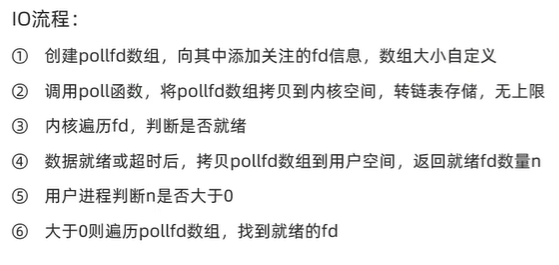 IO流程：
① 创建pollfd数组，向其中添加关注的fd信息，数组大小自定义
② 调用poll函数，将pollfd数组拷贝到内核空间，转链表存储，无上限
③ 内核遍历fd，判断是否就绪
④ 数据就绪或超时后，拷贝pollfd数组到用户空间，返回就绪fd数量n
⑤ 用户进程判断n是否大于0
⑥ 大于0则遍历pollfd数组，找到就绪的fd